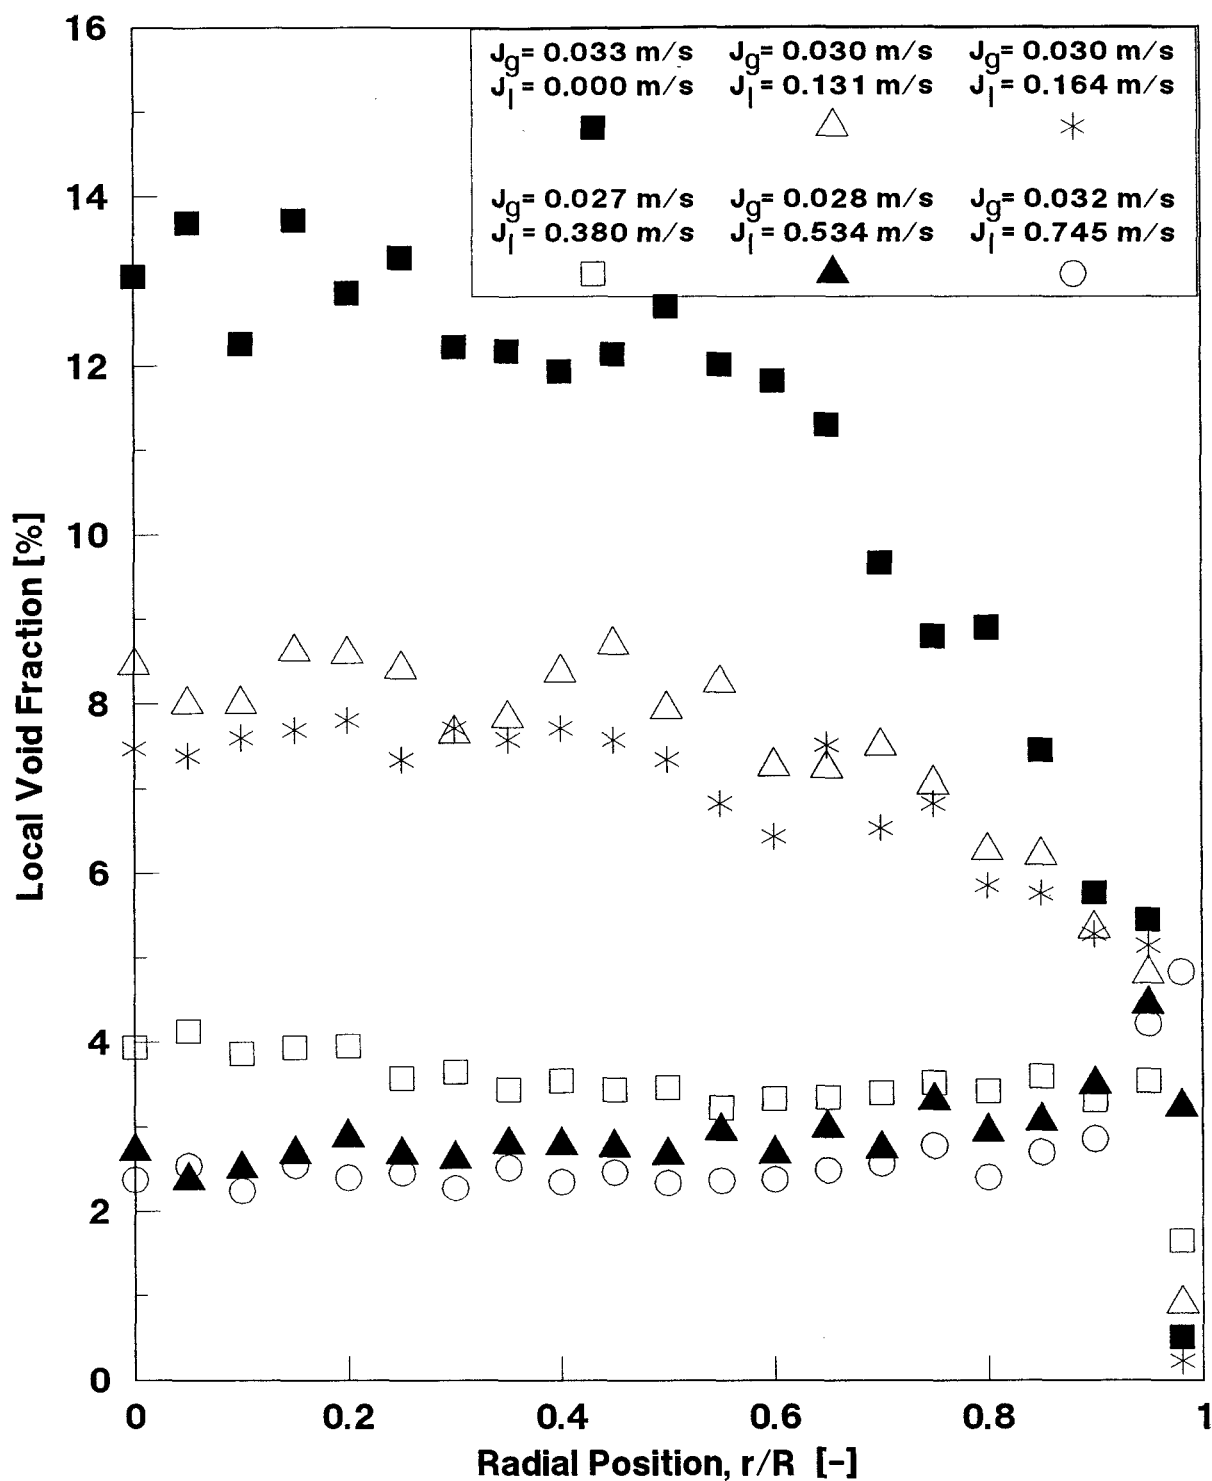 16
14
12
10
8
6
4
2
0
Local Void Fraction [%]
Jg= 0.033 m/s Jg= 0.030 m/s Jg= 0.030 m/s
Jl= 0.000 m/s Jl= 0.131 m/s Jl= 0.164 m/s
Jg= 0.027 m/s Jg= 0.028 m/s Jg= 0.032 m/s
Jl= 0.380 m/s Jl= 0.534 m/s Jl= 0.745 m/s
0 0.2 0.4 0.6 0.8 1
Radial Position, r/R [-]